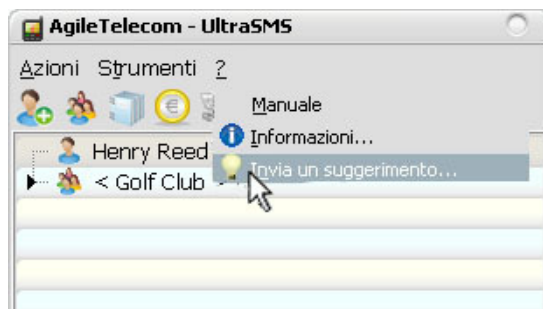 AgileTelecom - UltraSMS
Azioni Strumenti ?
Manuale
Informazioni...
Invia un suggerimento...
Henry Reed
< Golf Club >